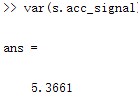 >> var(s.acc_signal)
ans =
5.3661